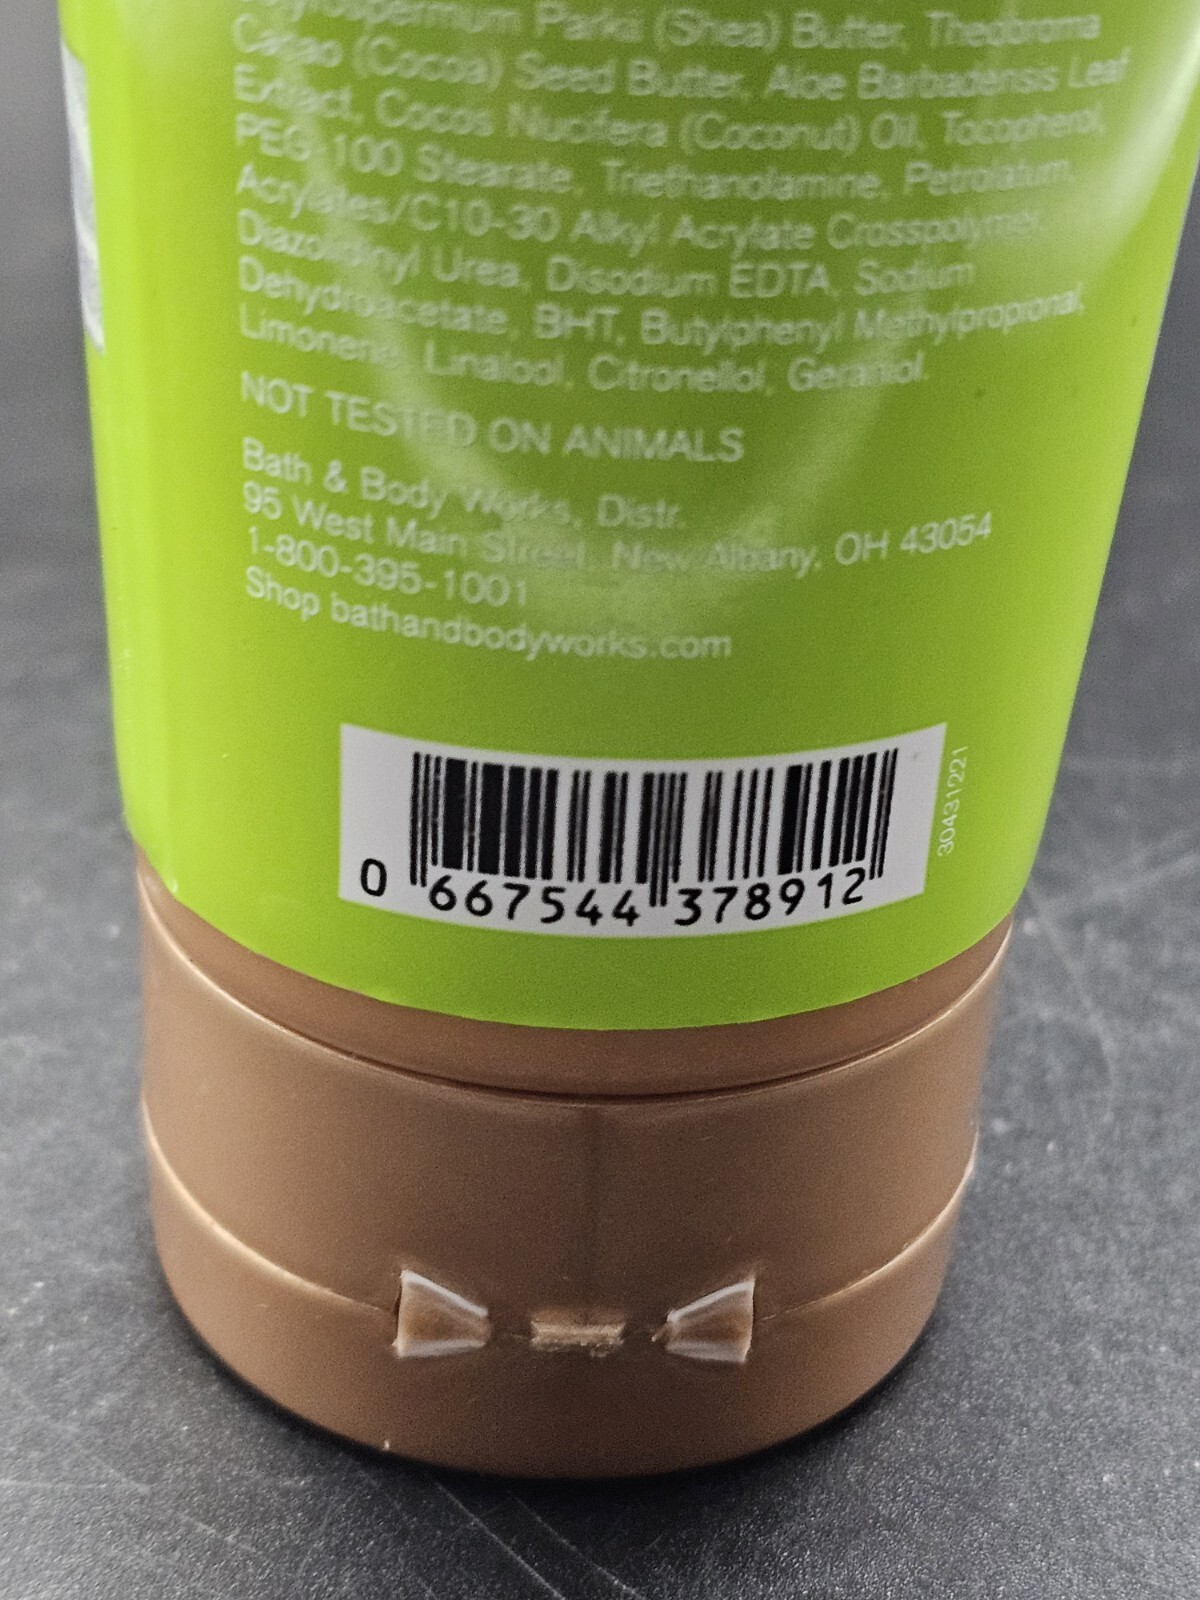 Parkii (Shea) Butter, Theobroma
Cacao (Cocoa) Seed Butter, Aloe Barbadensis Leaf
Extract, Cocos Nucifera (Coconut) Oil, Tocopherol,
PEG-100 Stearate, Triethanolamine, Petrolatum,
Acrylates/C10-30 Alkyl Acrylate Crosspolymer,
Diazolidinyl Urea, Disodium EDTA, Sodium
Dehydroacetate, BHT, Butylphenyl Methylpropional,
Limonene, Linalool, Citronellol, Geraniol.
NOT TESTED ON ANIMALS
Bath & Body Works, Distr.
95 West Main Street, New Albany, OH 43054
1-800-395-1001
Shop bathandbodyworks.com
0 667544 378912
30431221